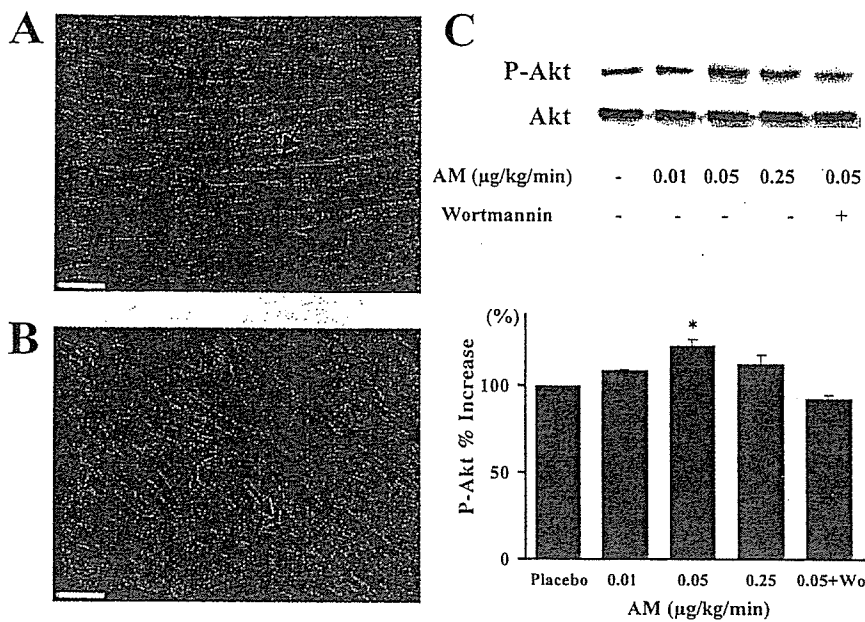 A
B
C
P-Akt
Akt
AM (µg/kg/min) - 0.01 0.05 0.25 0.05
Wortmannin - - - - +
(%)
*
P-Akt % Increase
100
50
0
Placebo 0.01 0.05 0.25 0.05+Wo
AM (µg/kg/min)